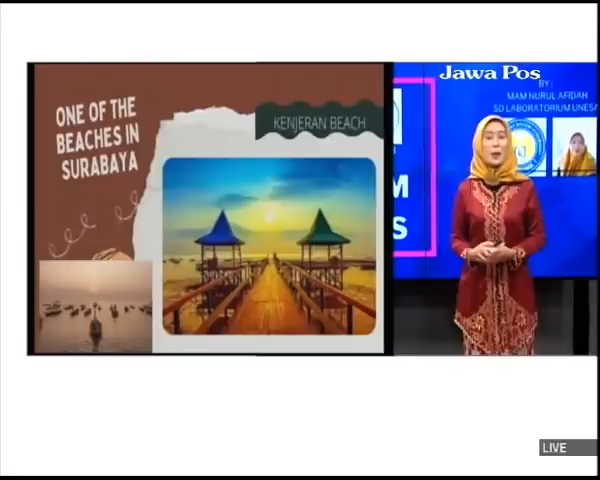 ONE OF THE
BEACHES IN
SURABAYA
KENJERAN BEACH
Jawa Pos
BY :
MAM NURUL AFIDAH
SD LABORATORIUM UNESA
M
S
LIVE